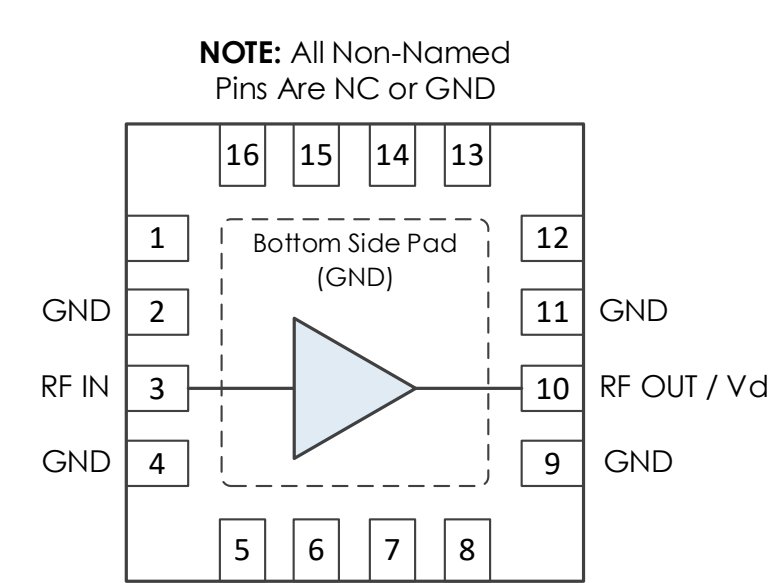 NOTE: All Non-Named
Pins Are NC or GND
16 15 14 13
1 Bottom Side Pad 12
(GND)
GND 2 11 GND
RF IN 3 10 RF OUT / Vd
GND 4 9 GND
5 6 7 8